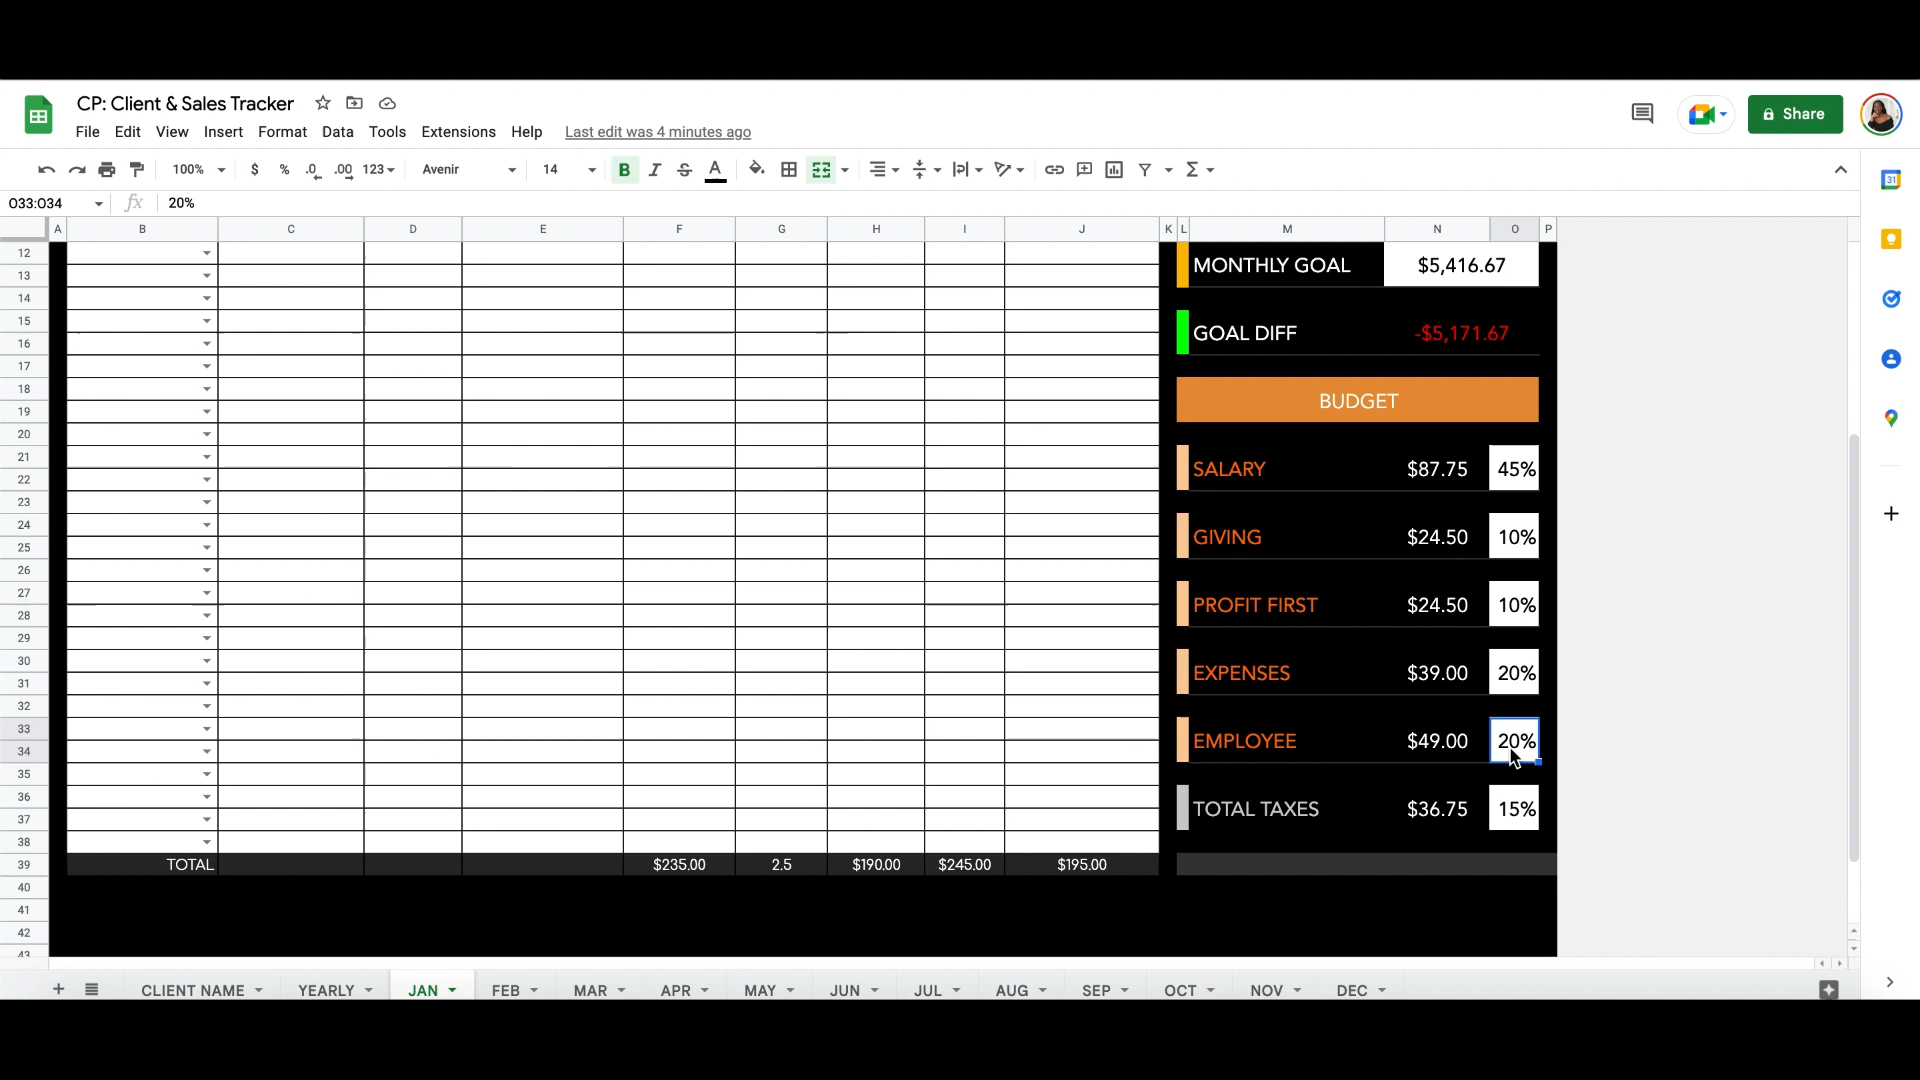 CP: Client & Sales Tracker
File Edit View Insert Format Data Tools Extensions Help Last edit was 4 minutes ago
Share
100% $ % .0 .00 123 Avenir 14 B I S A
O33:O34 fx 20%
A B C D E F G H I J K L M N O P
12 MONTHLY GOAL $5,416.67
13
14
15
16 GOAL DIFF -$5,171.67
17
18
19 BUDGET
20
21
22 SALARY $87.75 45%
23
24
25 GIVING $24.50 10%
26
27
28 PROFIT FIRST $24.50 10%
29
30
31 EXPENSES $39.00 20%
32
33
34 EMPLOYEE $49.00 20%
35
36
37 TOTAL TAXES $36.75 15%
38
39 TOTAL $235.00 2.5 $190.00 $245.00 $195.00
40
41
42
43
CLIENT NAME YEARLY JAN FEB MAR APR MAY JUN JUL AUG SEP OCT NOV DEC
31